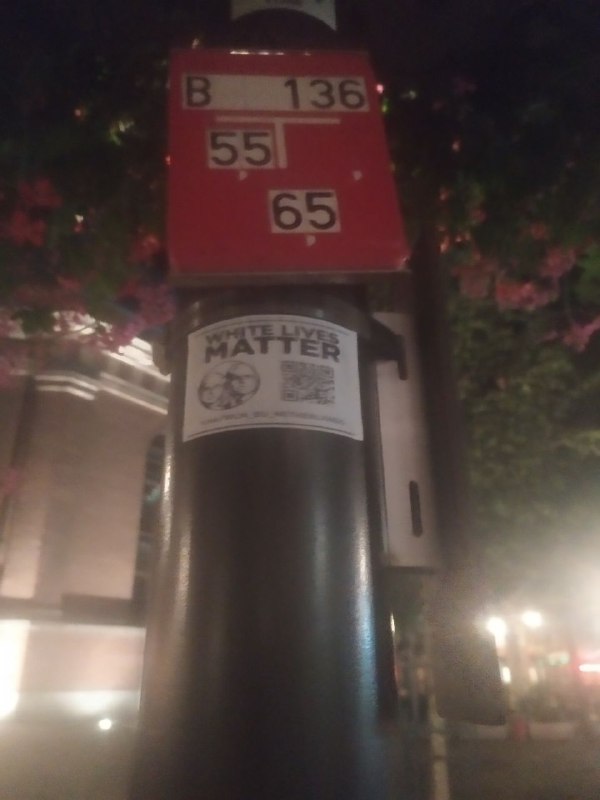 B 136
55
65
WHITE LIVES
MATTER